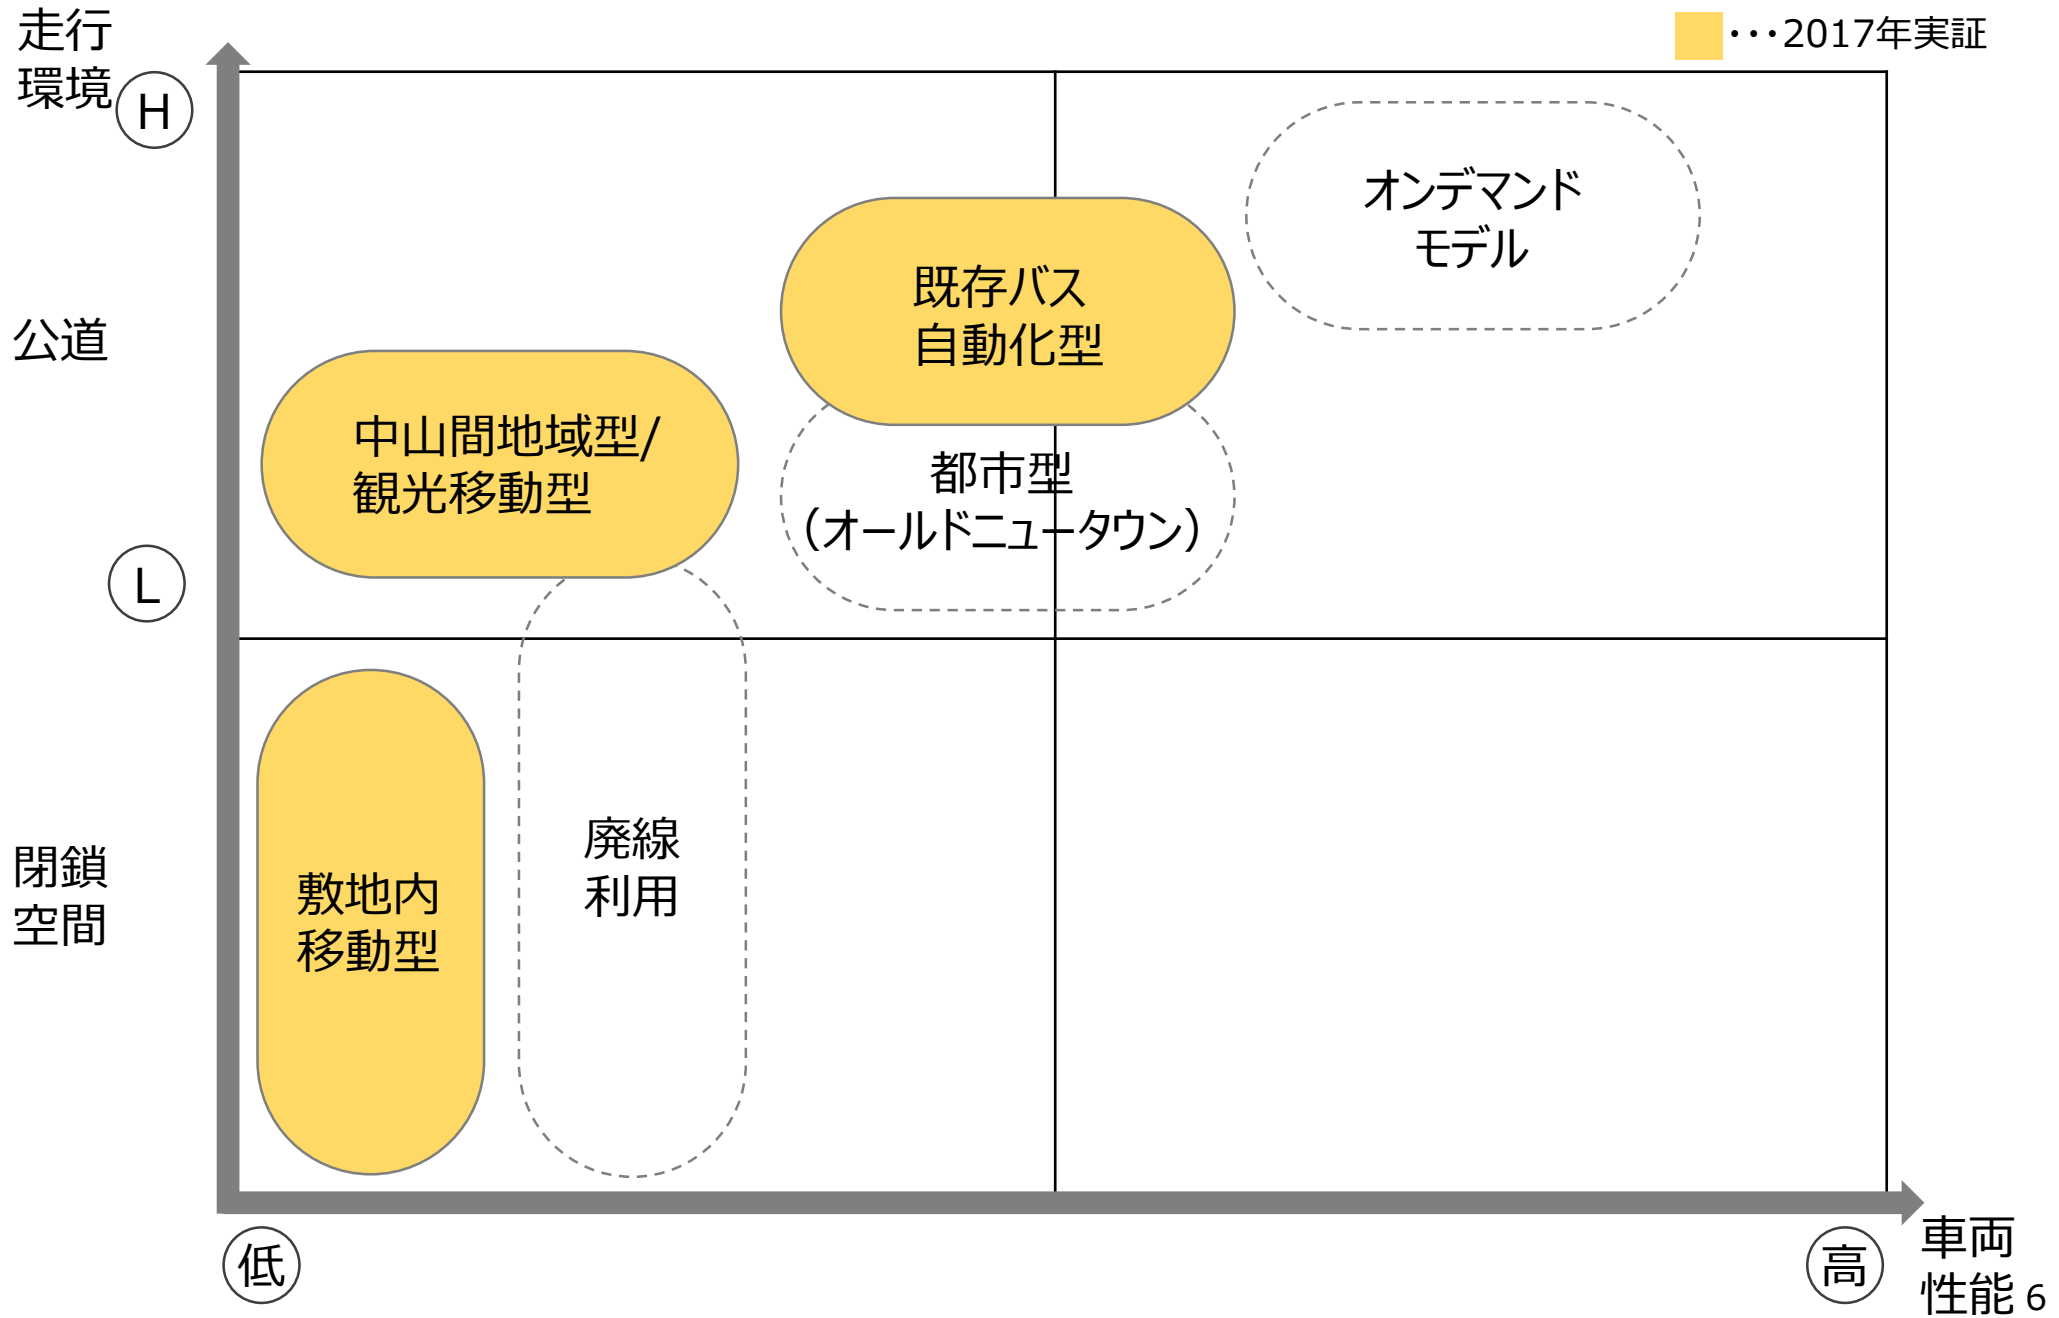 走行
環境
・・・2017年実証
H
オンデマンド
モデル
既存バス
自動化型
公道
中山間地域型/
観光移動型
都市型
（オールドニュータウン）
L
廃線
利用
閉鎖
空間
敷地内
移動型
低
高
車両
性能
6